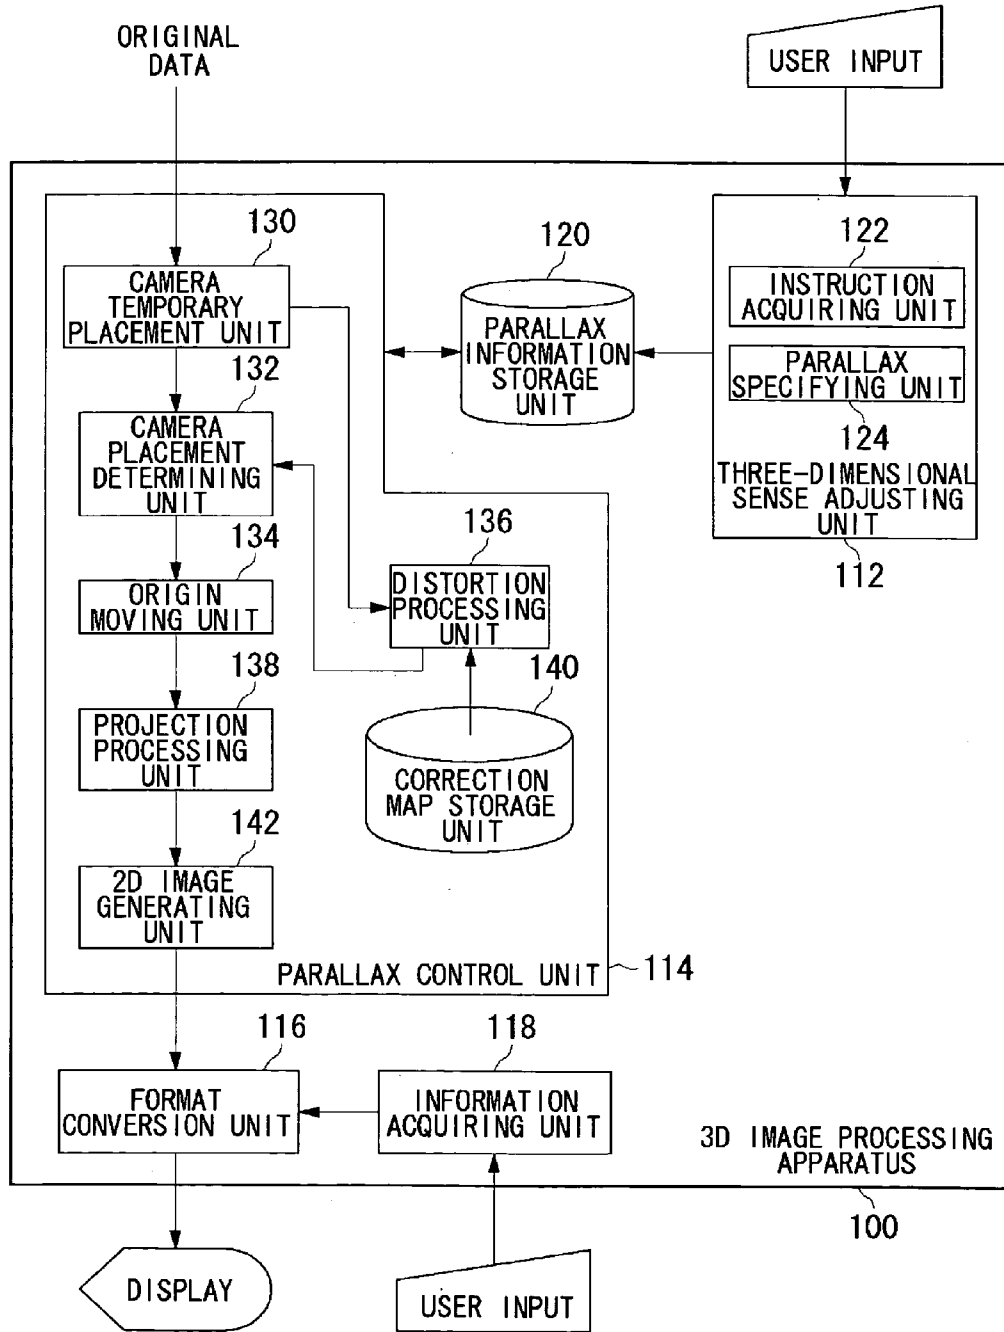 ORIGINAL
DATA
USER INPUT
130
CAMERA
TEMPORARY
PLACEMENT UNIT
120
PARALLAX
INFORMATION
STORAGE
UNIT
122
INSTRUCTION
ACQUIRING UNIT
PARALLAX
SPECIFYING UNIT
124
THREE-DIMENSIONAL
SENSE ADJUSTING
UNIT
112
132
CAMERA
PLACEMENT
DETERMINING
UNIT
134
ORIGIN
MOVING UNIT
136
DISTORTION
PROCESSING
UNIT
138
PROJECTION
PROCESSING
UNIT
140
CORRECTION
MAP STORAGE
UNIT
142
2D IMAGE
GENERATING
UNIT
PARALLAX CONTROL UNIT
114
116
FORMAT
CONVERSION UNIT
118
INFORMATION
ACQUIRING UNIT
3D IMAGE PROCESSING
APPARATUS
100
DISPLAY
USER INPUT